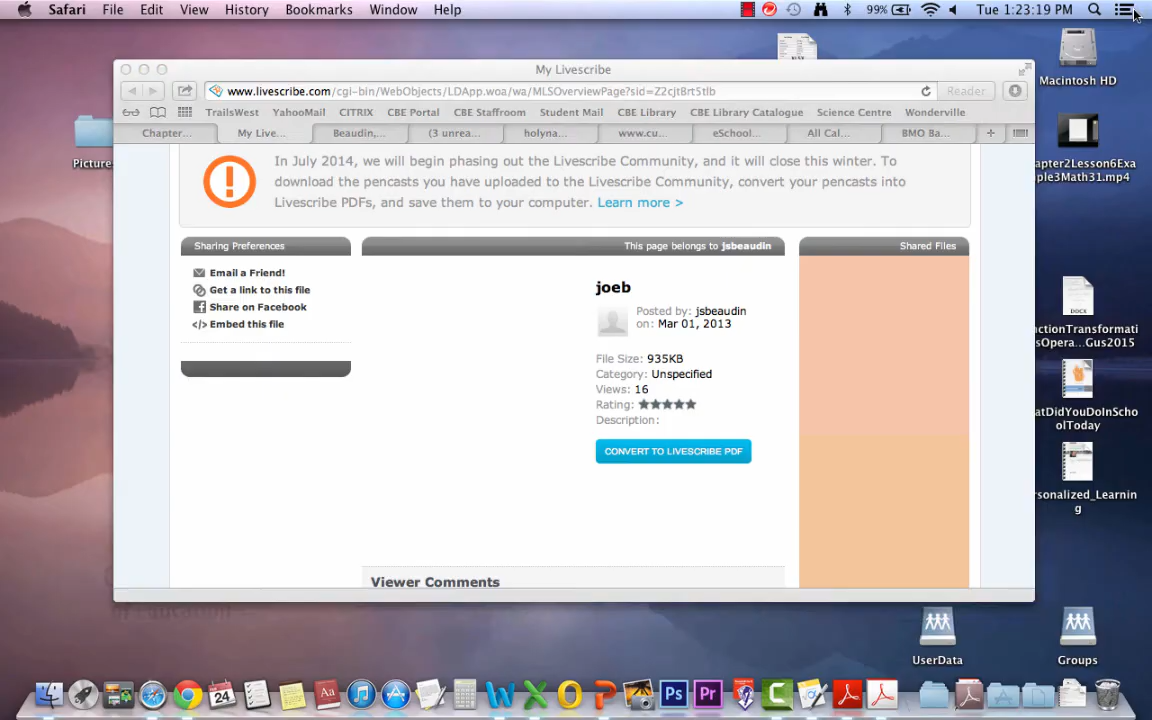 Safari File Edit View History Bookmarks Window Help 99% Tue 1:23:19 PM
My Livescribe
www.livescribe.com/cgi-bin/WebObjects/LDApp.woa/wa/MLSOverviewPage?sid=Z2cjt8rtStlb Reader
TrailsWest YahooMail CITRIX CBE Portal CBE Staffroom Student Mail CBE Library CBE Library Catalogue Science Centre Wonderville
Chapter... My Live... Beaudin,... (3 unrea... holyna... www.cu... eSchool... All Cal... BMO Ba... +
In July 2014, we will begin phasing out the Livescribe Community, and it will close this winter. To
download the pencasts you have uploaded to the Livescribe Community, convert your pencasts into
Livescribe PDFs, and save them to your computer. Learn more >
Sharing Preferences
Email a Friend!
Get a link to this file
Share on Facebook
</> Embed this file
This page belongs to jsbeaudin
joeb
Posted by: jsbeaudin
on: Mar 01, 2013
File Size: 935KB
Category: Unspecified
Views: 16
Rating: ★★★★★
Description:
CONVERT TO LIVESCRIBE PDF
Viewer Comments
Shared Files
Macintosh HD
apter2Lesson6Exa
ple3Math31.mp4
Picture
DOCX
nctionTransformati
sOpera...Gus2015
atDidYouDoInScho
olToday
rsonalized_Learnin
g
UserData
Groups
24
Aa
Ps
Pr